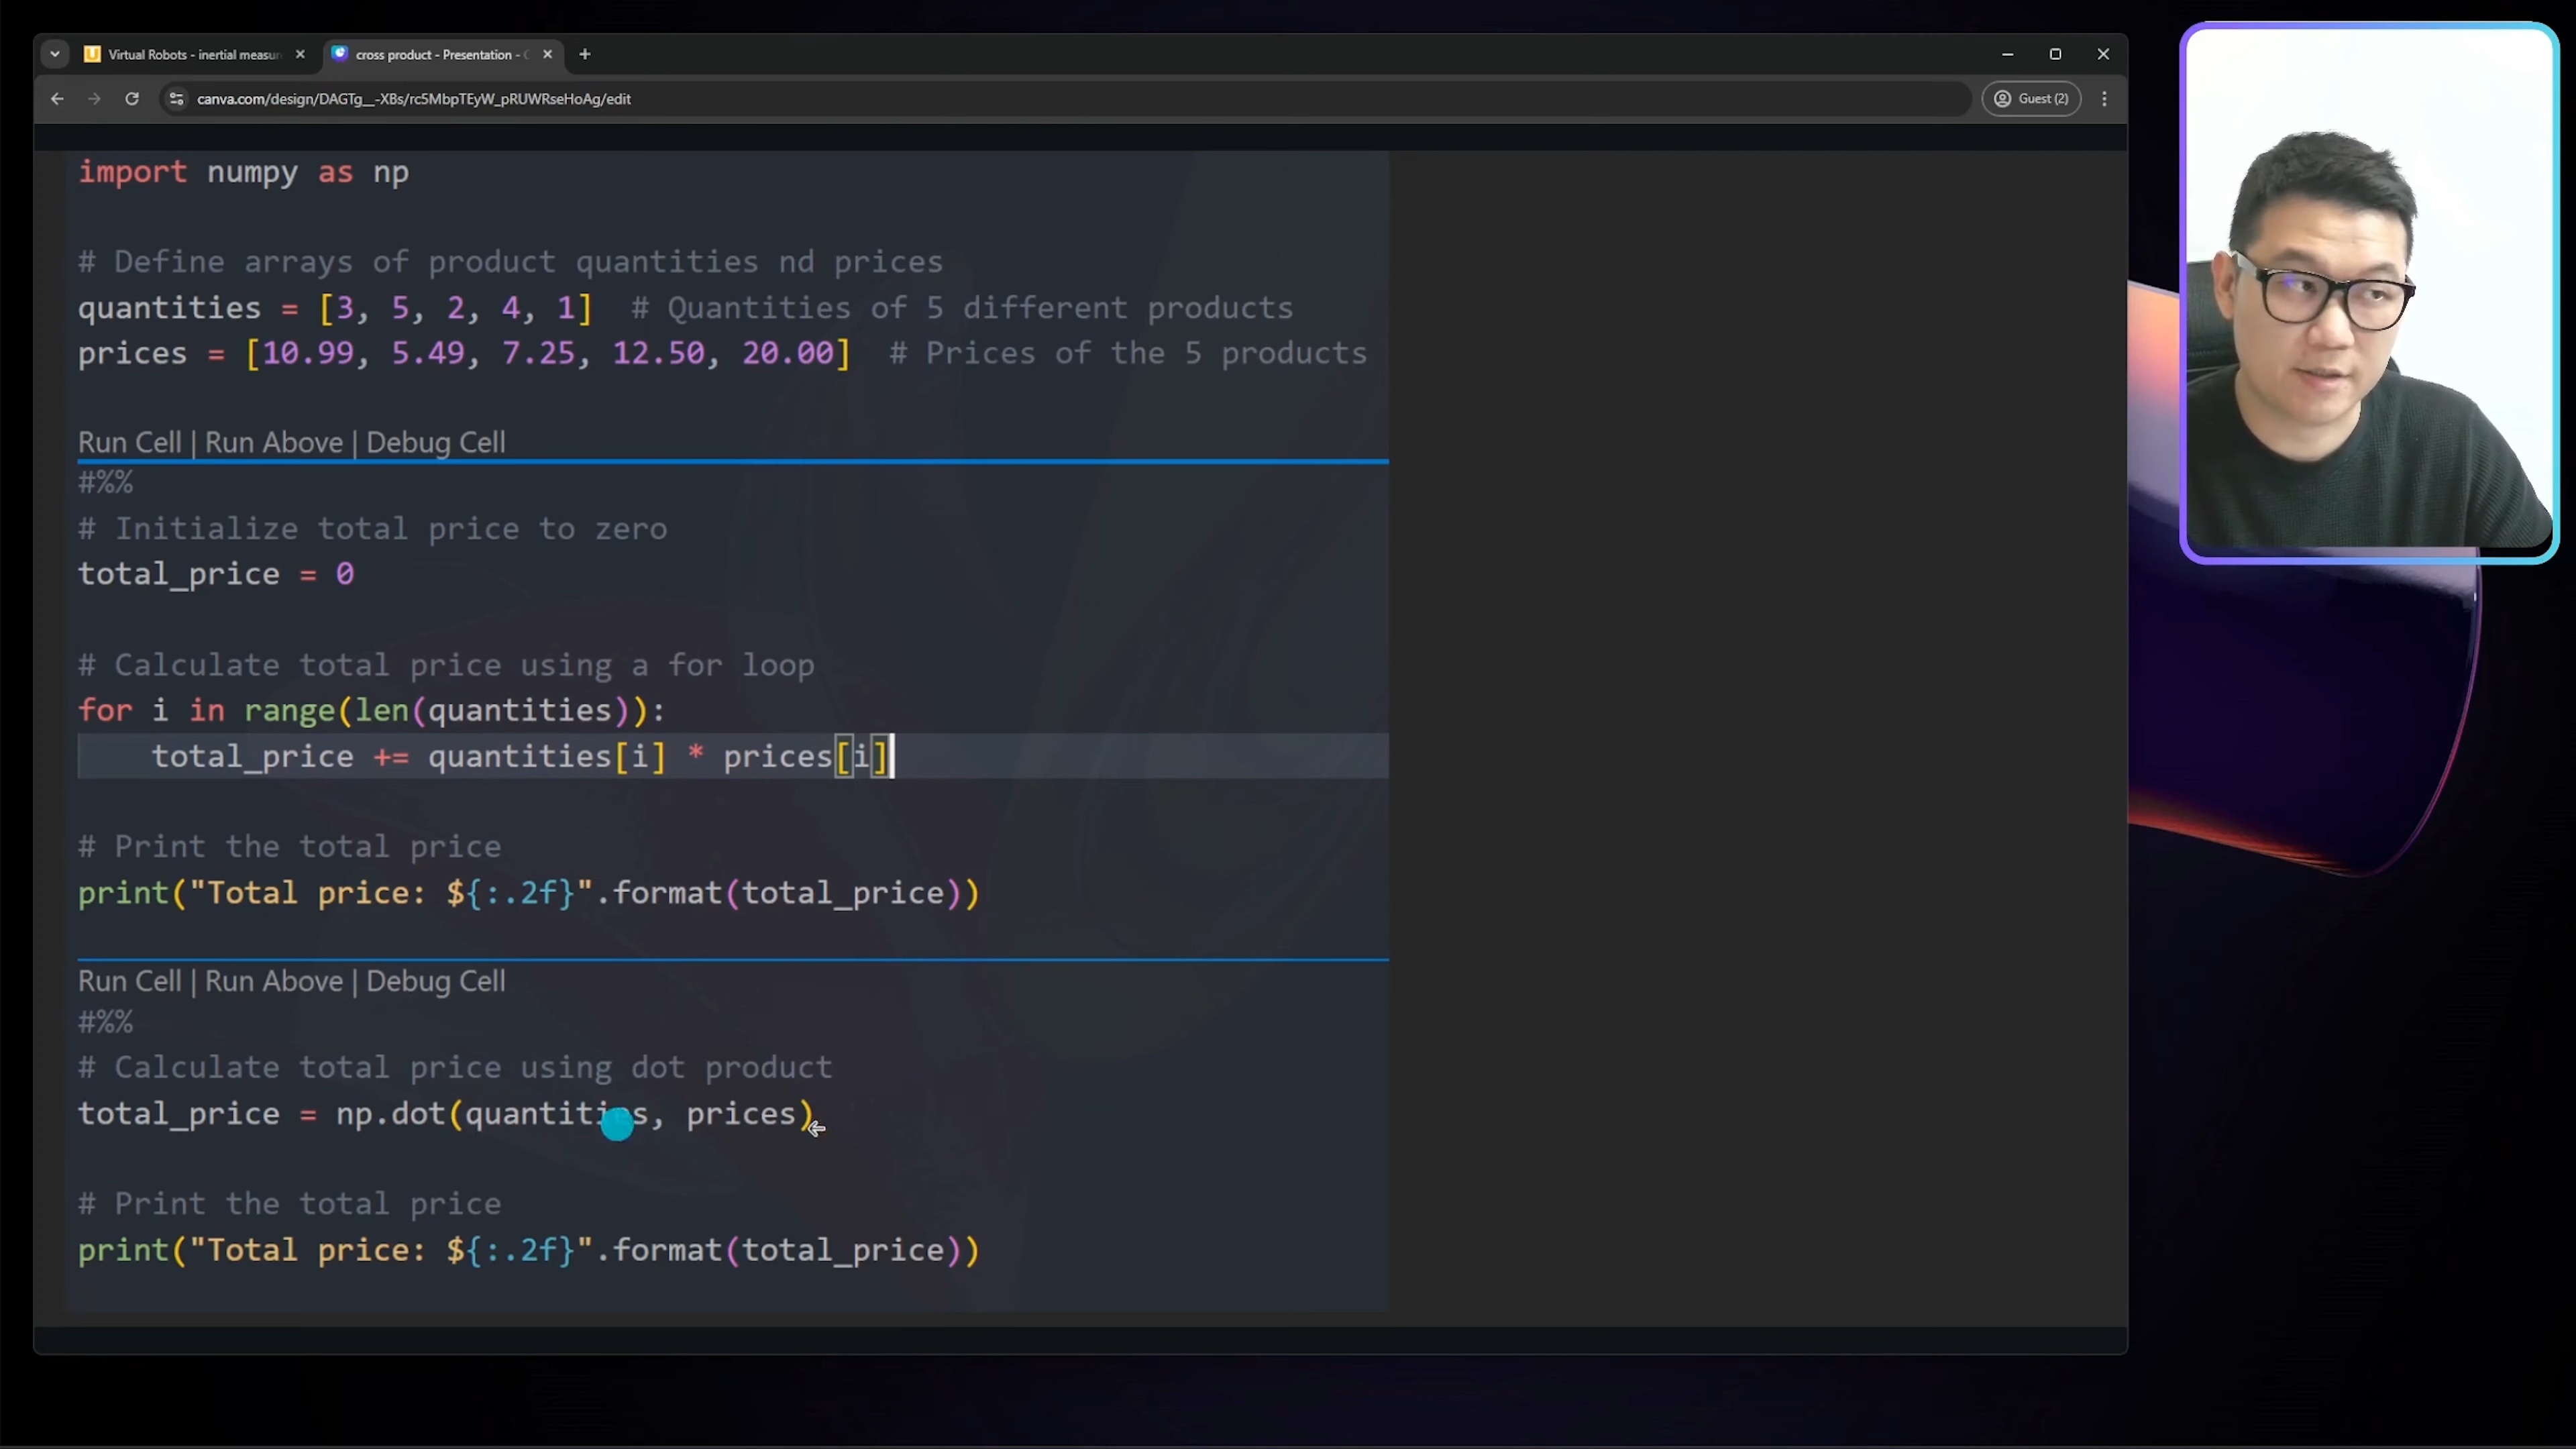 Virtual Robots - inertial measur
cross product - Presentation - C
canva.com/design/DAGTg__-XBs/rc5MbpTEyW_pRUWRseHoAg/edit
Guest (2)
import numpy as np
# Define arrays of product quantities nd prices
quantities = [3, 5, 2, 4, 1]  # Quantities of 5 different products
prices = [10.99, 5.49, 7.25, 12.50, 20.00]  # Prices of the 5 products
Run Cell | Run Above | Debug Cell
#%%
# Initialize total price to zero
total_price = 0
# Calculate total price using a for loop
for i in range(len(quantities)):
    total_price += quantities[i] * prices[i]
# Print the total price
print("Total price: ${:.2f}".format(total_price))
Run Cell | Run Above | Debug Cell
#%%
# Calculate total price using dot product
total_price = np.dot(quantities, prices)
# Print the total price
print("Total price: ${:.2f}".format(total_price))